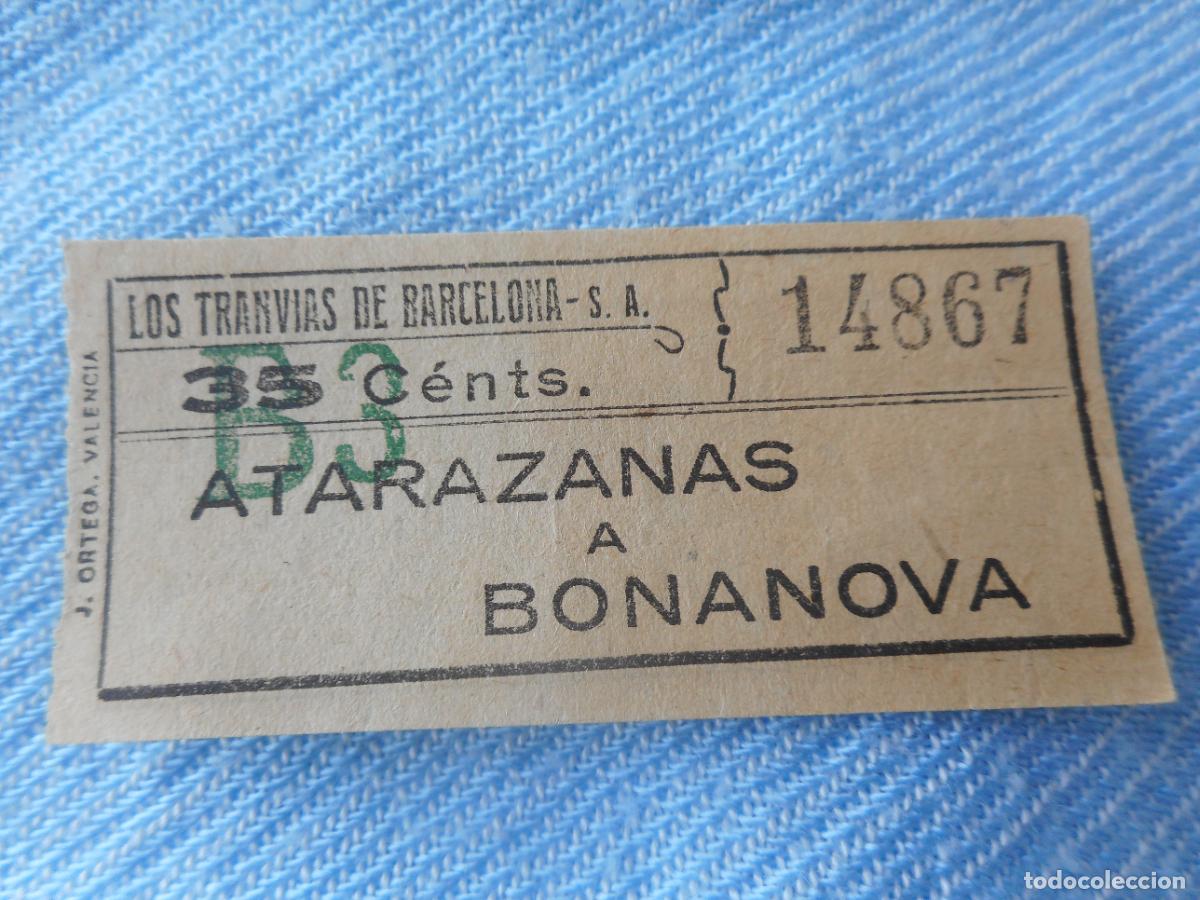 LOS TRANVIAS DE BARCELONA - S. A.
14867
35 Cénts.
B3
ATARAZANAS
A
BONANOVA
J. ORTEGA. VALENCIA
todocoleccion